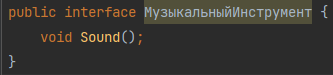 public interface МузыкальныйИнструмент {
    void Sound();
}